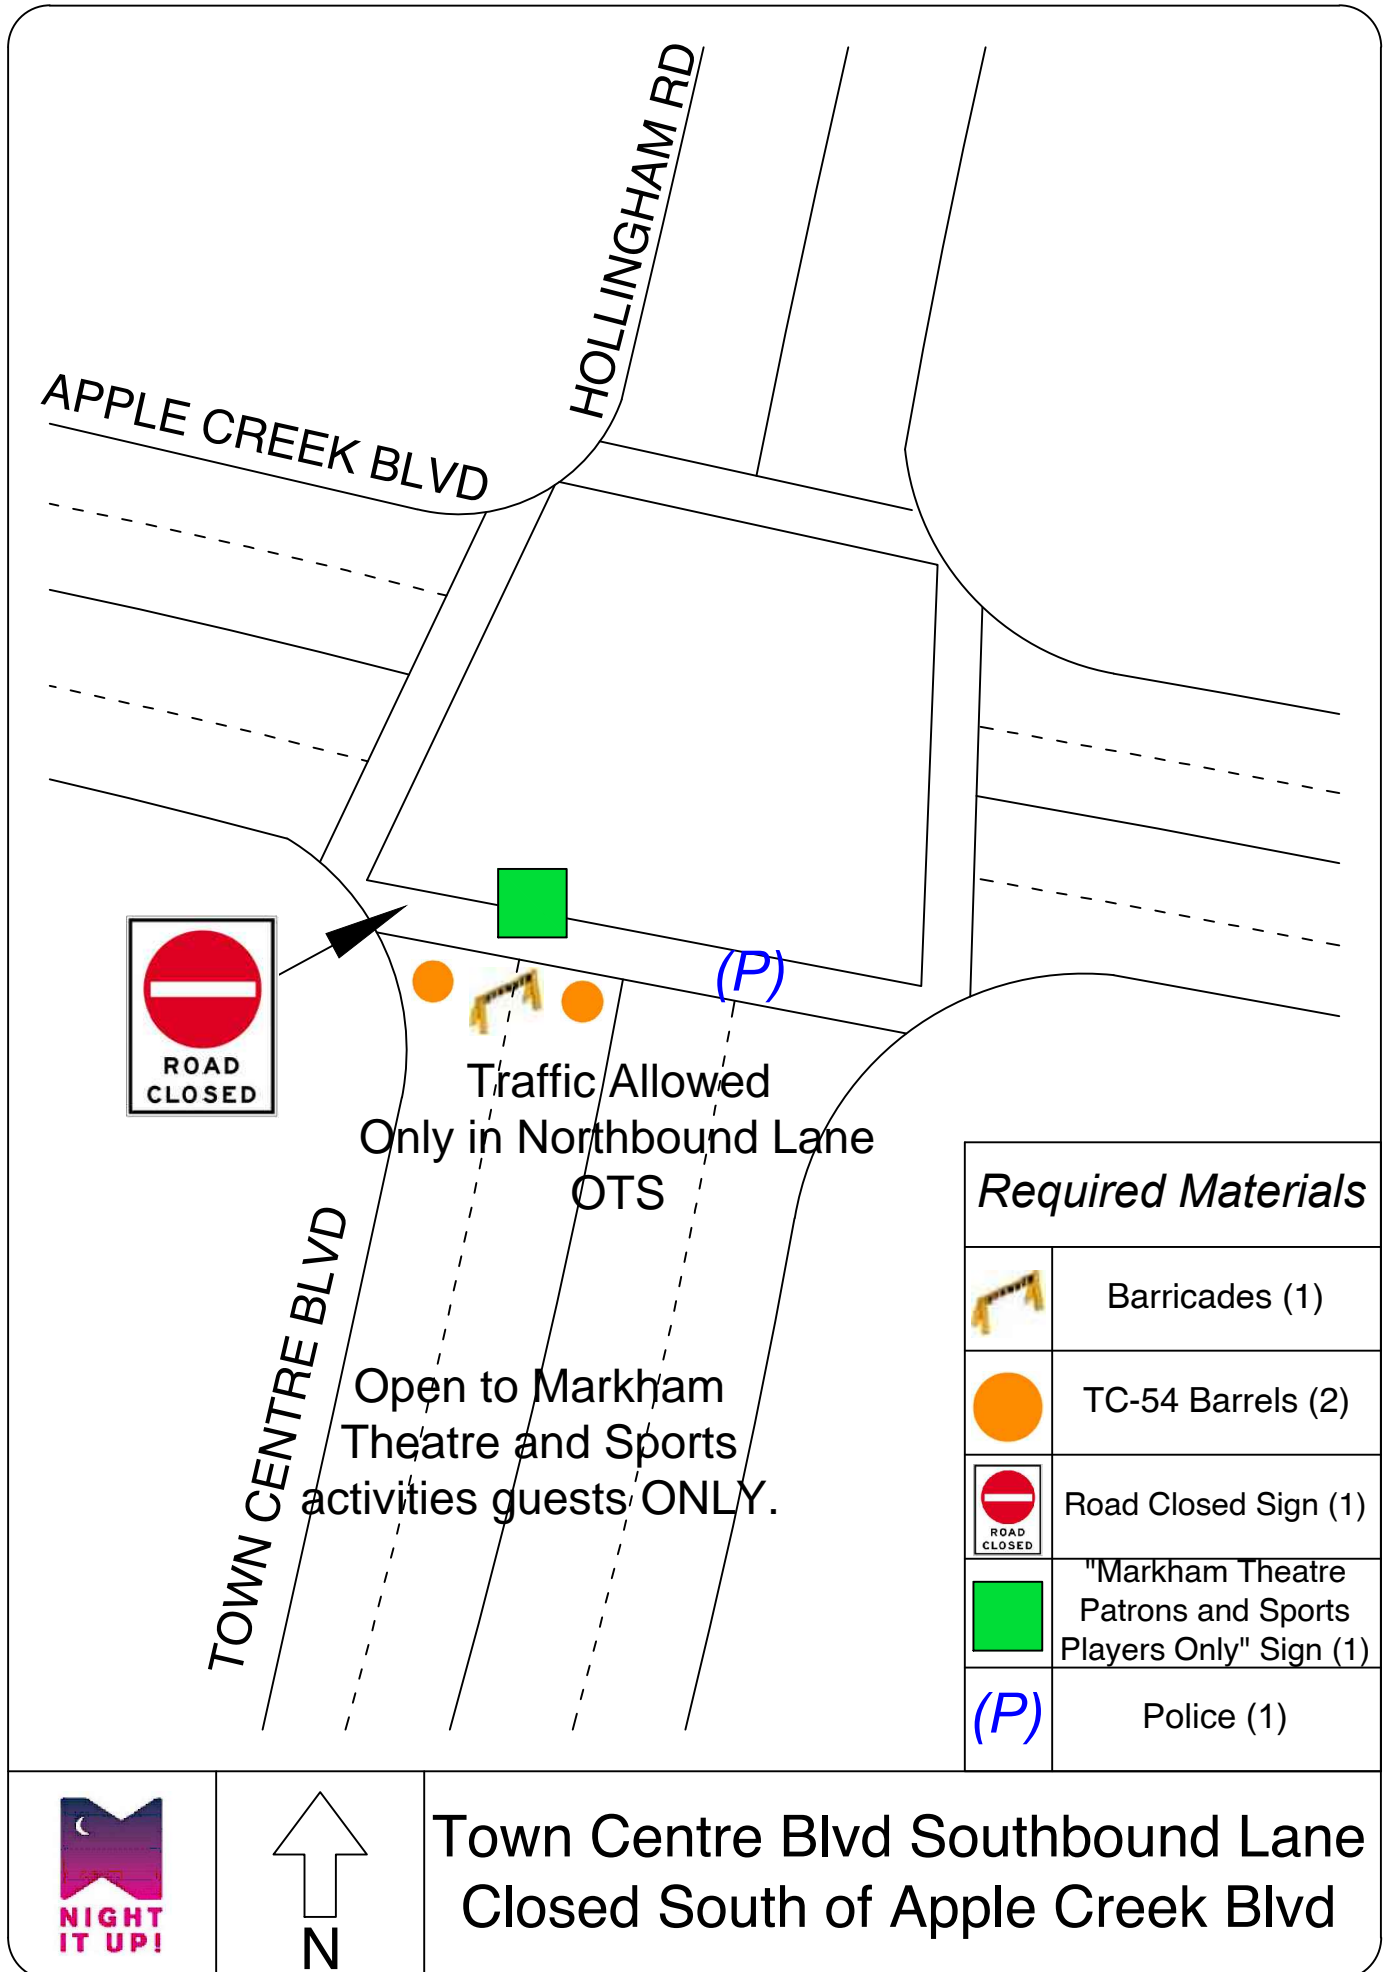 HOLLINGHAM RD
APPLE CREEK BLVD
(P)
ROAD
CLOSED
Traffic Allowed
Only in Northbound Lane
OTS
TOWN CENTRE BLVD
Open to Markham
Theatre and Sports
activities guests ONLY.
Required Materials
Barricades (1)
TC-54 Barrels (2)
ROAD
CLOSED
Road Closed Sign (1)
"Markham Theatre
Patrons and Sports
Players Only" Sign (1)
(P)
Police (1)
NIGHT
IT UP!
N
Town Centre Blvd Southbound Lane
Closed South of Apple Creek Blvd